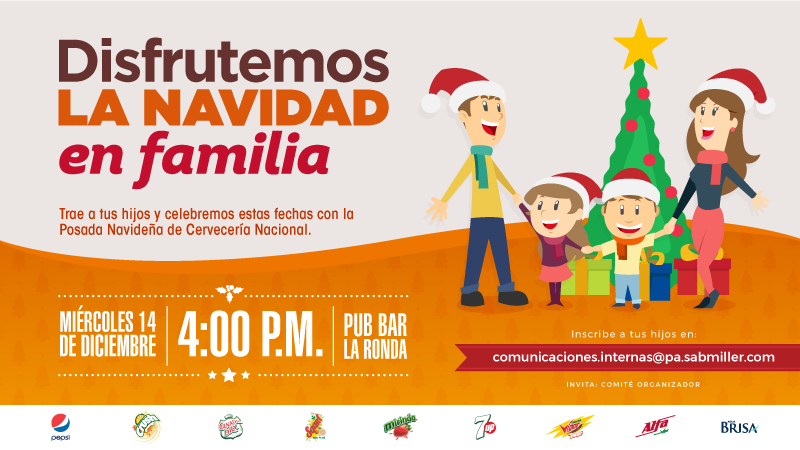 Disfrutemos
LA NAVIDAD
en familia
Trae a tus hijos y celebremos estas fechas con la
Posada Navideña de Cervecería Nacional.
MIÉRCOLES 14
DE DICIEMBRE
4:00 P.M.
PUB BAR
LA RONDA
Inscribe a tus hijos en:
comunicaciones.internas@pa.sabmiller.com
INVITA: COMITÉ ORGANIZADOR
pepsi
CANADA DRY
Mirinda
7UP
Alfa
BRISA